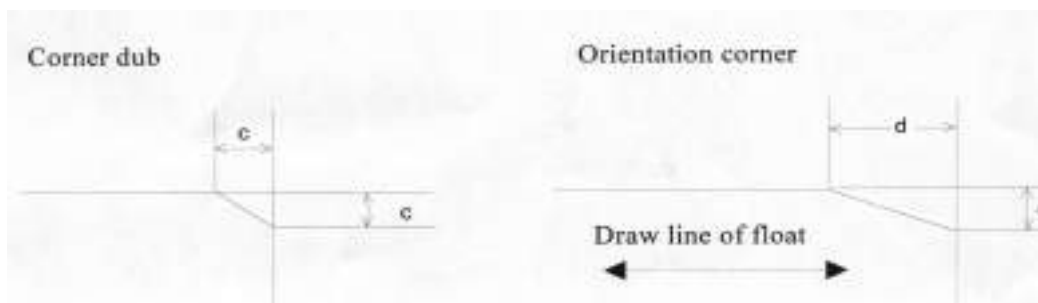 Corner dub
Orientation corner
c
d
c
Draw line of float